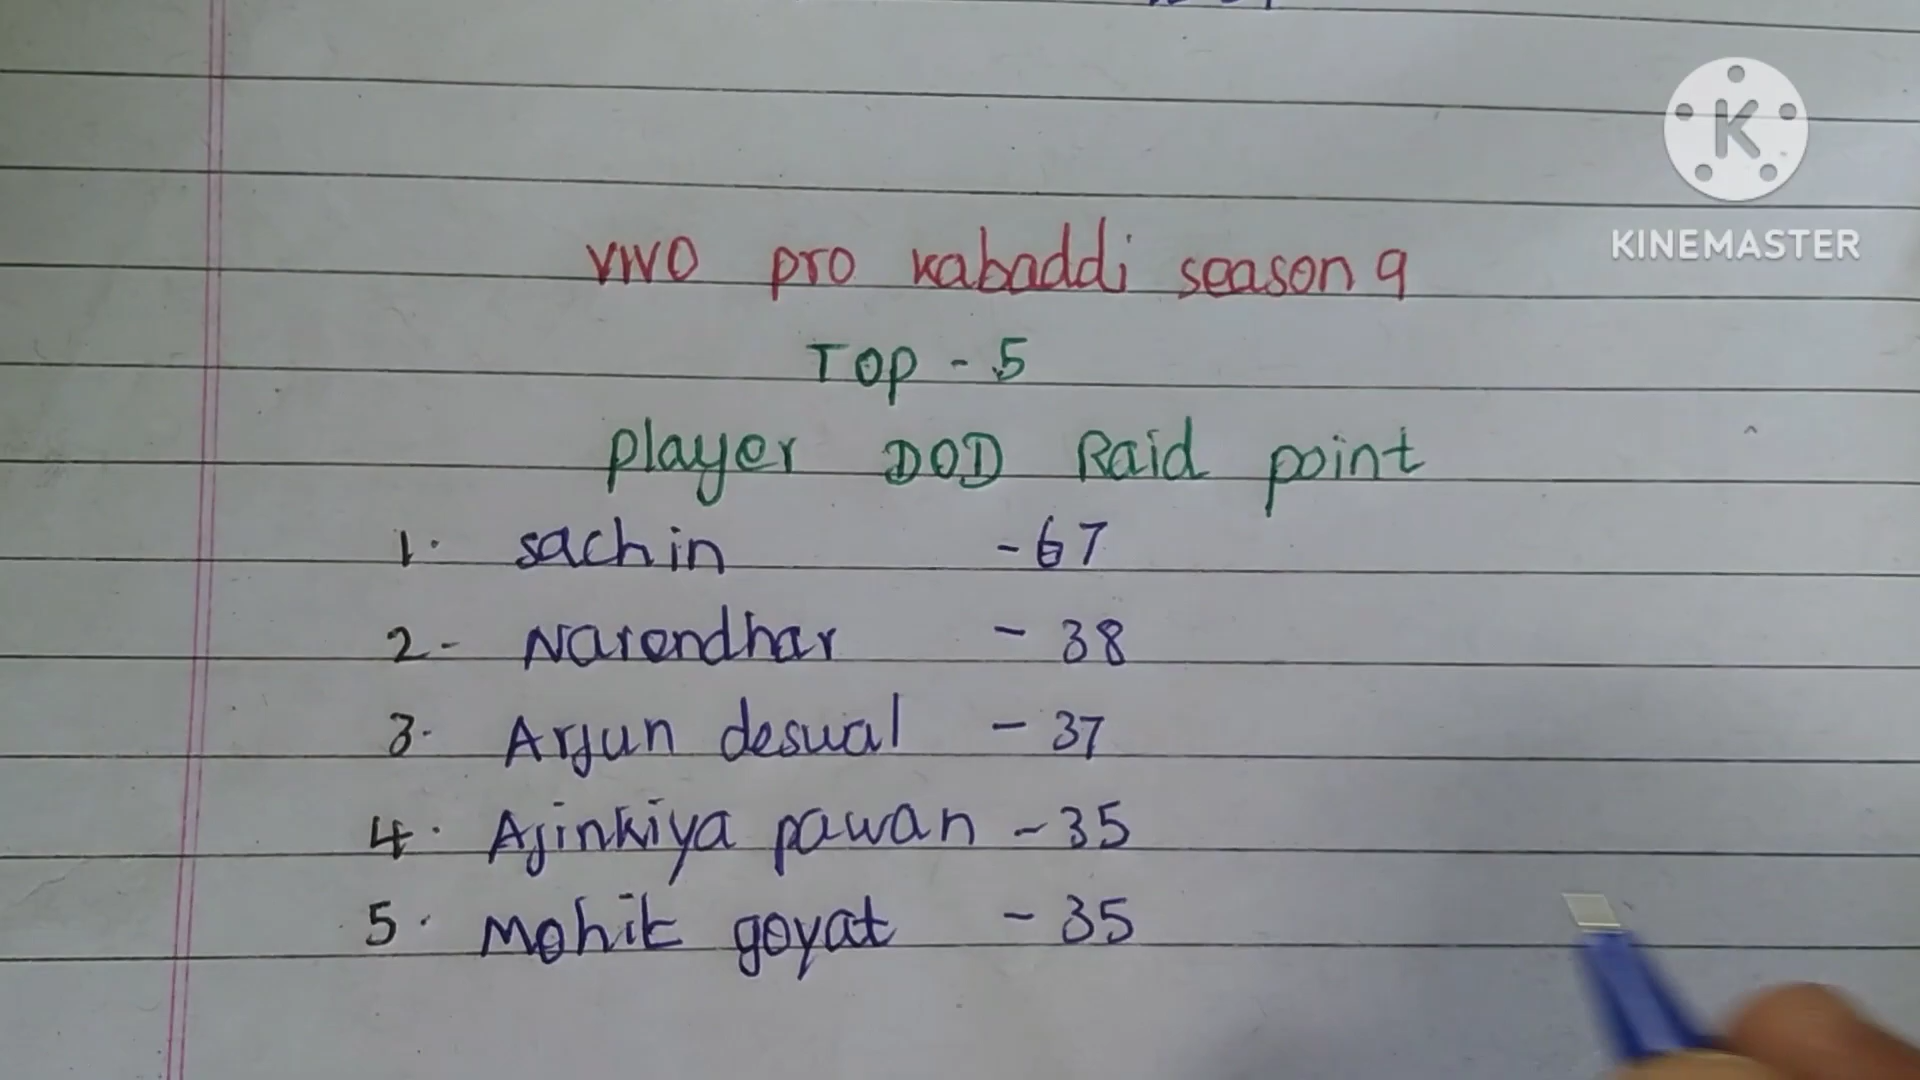 KINEMASTER
VIVO pro kabaddi season 9
TOP - 5
player DOD Raid point
1. sachin - 67
2 - Narendhar - 38
3. Arjun deswal - 37
4. Ajinkiya pawan - 35
5. Mohit goyat - 35